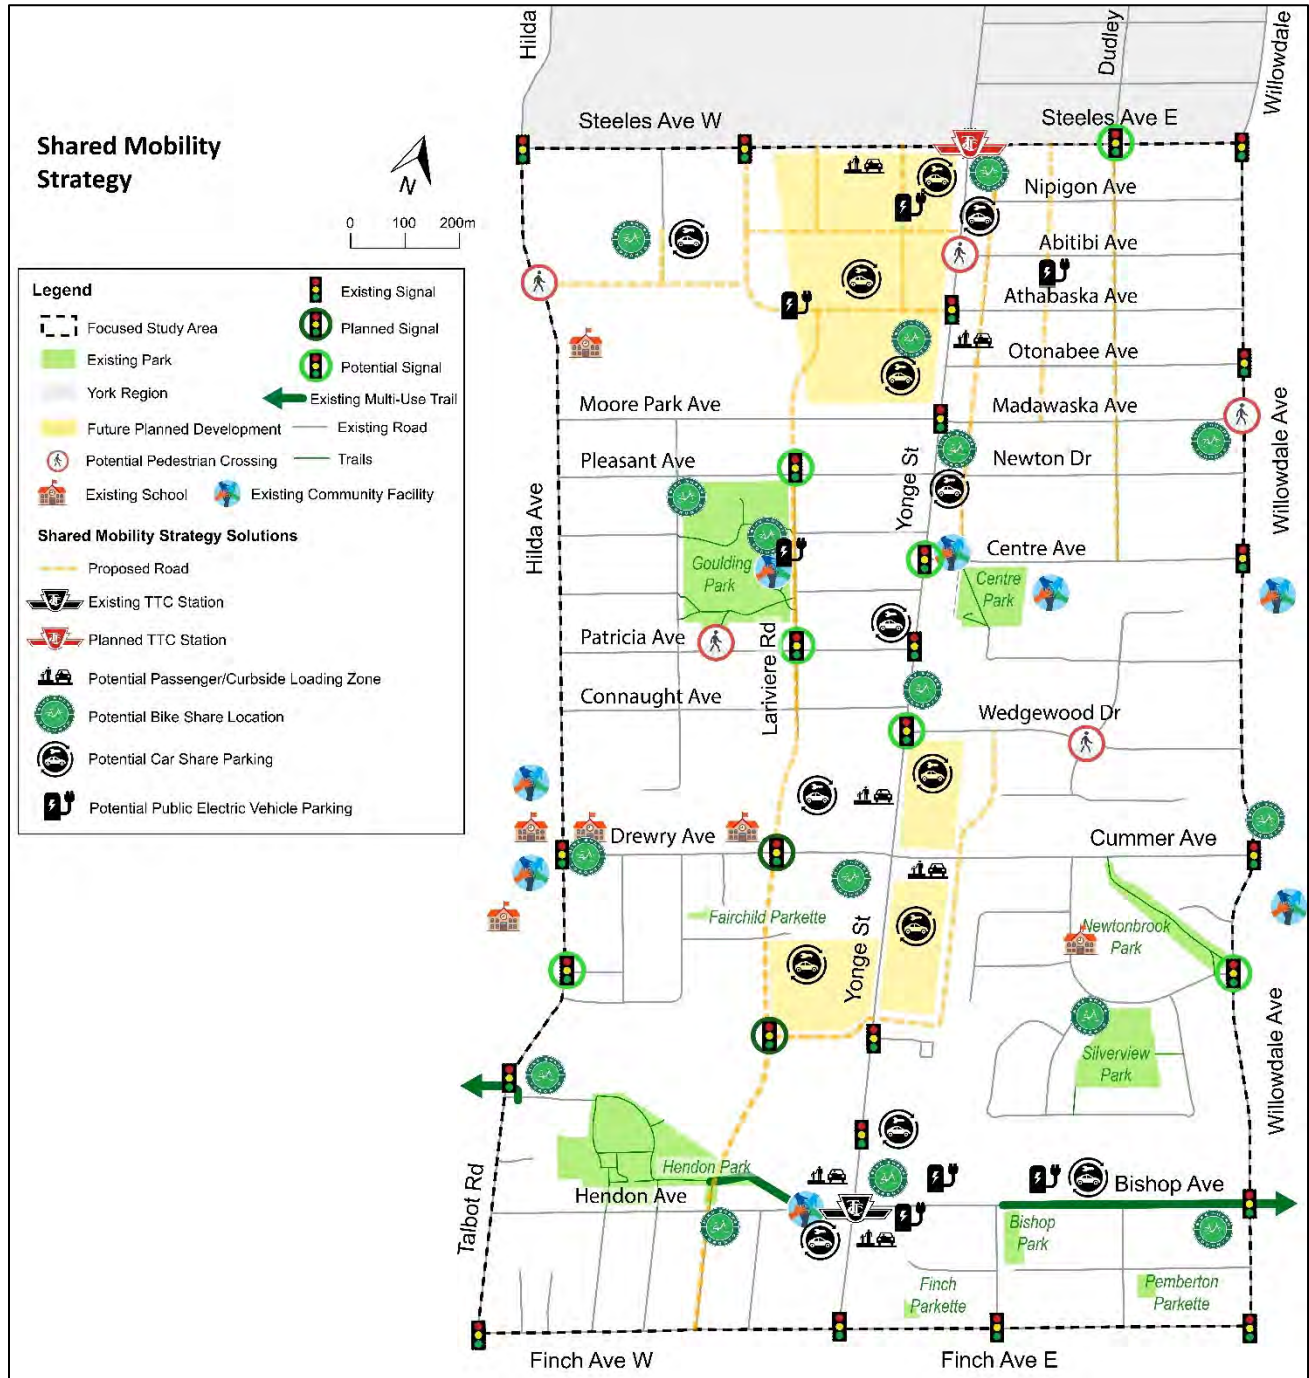 Hilda
Dudley
Willowdale
Steeles Ave W
Steeles Ave E
Shared Mobility
Strategy
N
0 100 200m
Nipigon Ave
Abitibi Ave
Athabaska Ave
Otonabee Ave
Moore Park Ave
Madawaska Ave
Pleasant Ave
Newton Dr
Yonge St
Willowdale Ave
Hilda Ave
Centre Ave
Goulding
Park
Centre
Park
Patricia Ave
Lariviere Rd
Connaught Ave
Wedgewood Dr
Drewry Ave
Cummer Ave
Fairchild Parkette
Newtonbrook
Park
Yonge St
Silverview
Park
Willowdale Ave
Talbot Rd
Hendon Park
Hendon Ave
Bishop Ave
Bishop
Park
Finch
Parkette
Pemberton
Parkette
Finch Ave W
Finch Ave E
Legend
Focused Study Area
Existing Park
York Region
Future Planned Development
Potential Pedestrian Crossing
Existing School
Existing Signal
Planned Signal
Potential Signal
Existing Multi-Use Trail
Existing Road
Trails
Existing Community Facility
Shared Mobility Strategy Solutions
Proposed Road
Existing TTC Station
Planned TTC Station
Potential Passenger/Curbside Loading Zone
Potential Bike Share Location
Potential Car Share Parking
Potential Public Electric Vehicle Parking